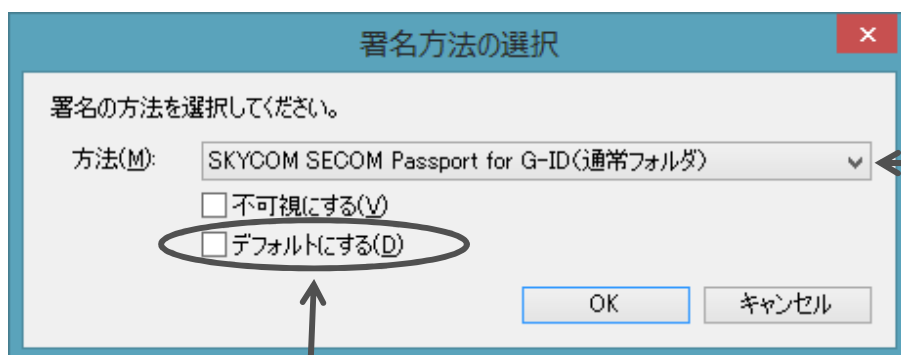 署名方法の選択
署名の方法を選択してください。
方法(M): SKYCOM SECOM Passport for G-ID(通常フォルダ)
不可視にする(V)
デフォルトにする(D)
OK キャンセル